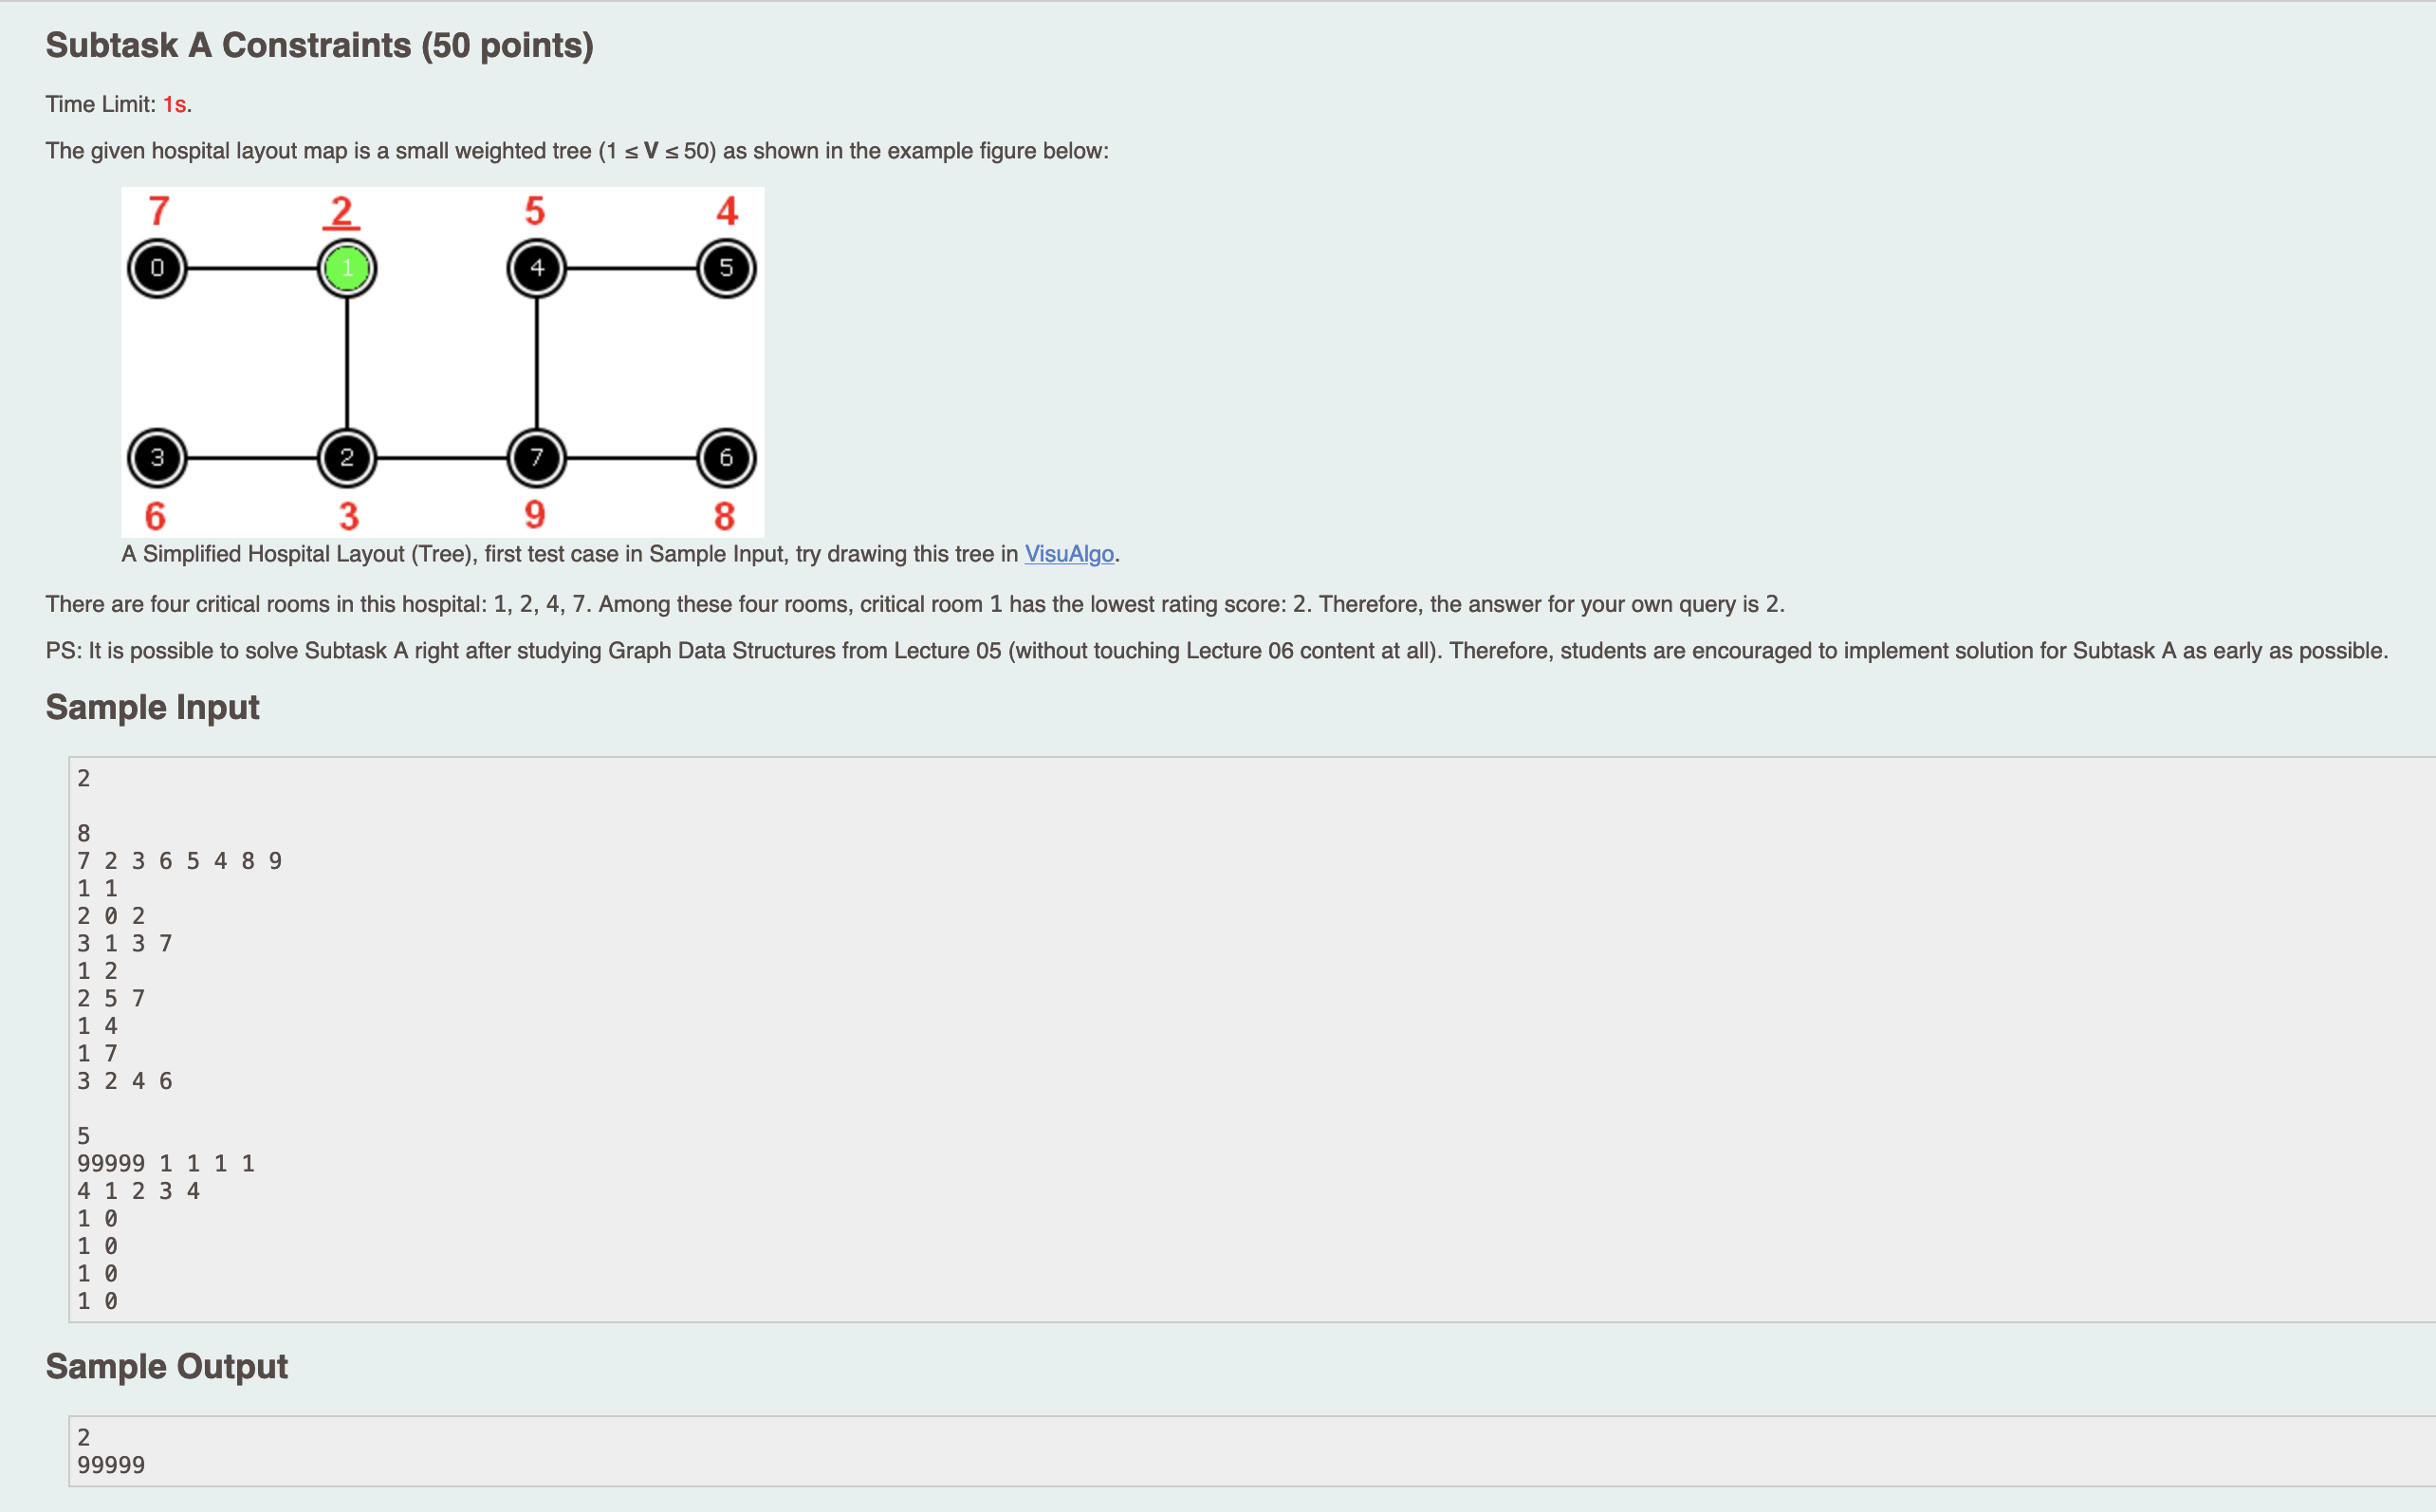 Subtask A Constraints (50 points)
Time Limit: 1s.
The given hospital layout map is a small weighted tree (1 ≤ V ≤ 50) as shown in the example figure below:
7 2 5 4
0 1 4 5
3 2 7 6
6 3 9 8
A Simplified Hospital Layout (Tree), first test case in Sample Input, try drawing this tree in VisuAlgo.
There are four critical rooms in this hospital: 1, 2, 4, 7. Among these four rooms, critical room 1 has the lowest rating score: 2. Therefore, the answer for your own query is 2.
PS: It is possible to solve Subtask A right after studying Graph Data Structures from Lecture 05 (without touching Lecture 06 content at all). Therefore, students are encouraged to implement solution for Subtask A as early as possible.
Sample Input
2
8
7 2 3 6 5 4 8 9
1 1
2 0 2
3 1 3 7
1 2
2 5 7
1 4
1 7
3 2 4 6
5
99999 1 1 1 1
4 1 2 3 4
1 0
1 0
1 0
1 0
Sample Output
2
99999